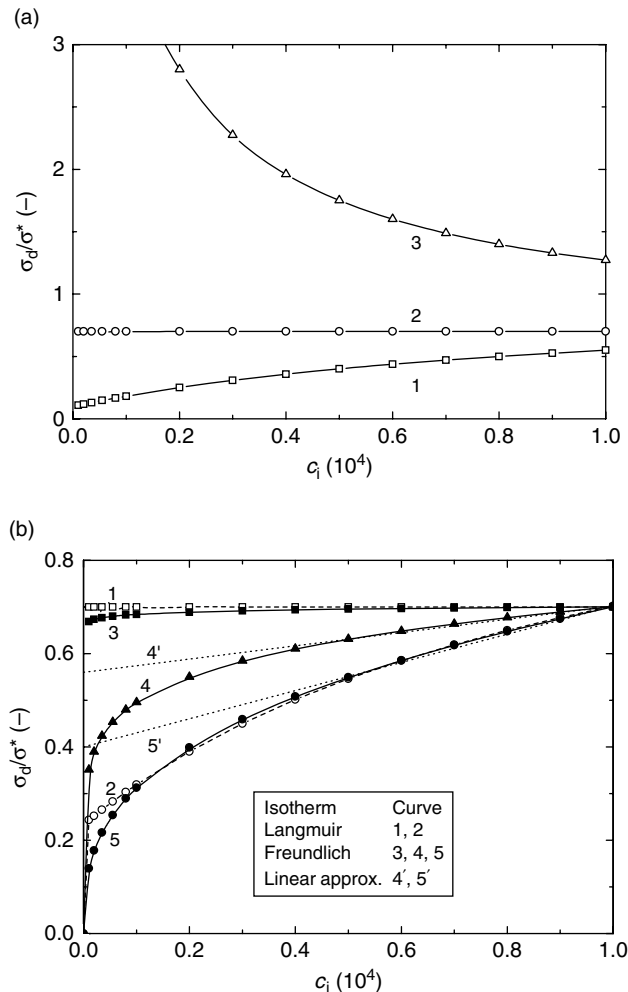 (a)
3
2
1
0
σd/σ* (–)
3
2
1
0.0 0.2 0.4 0.6 0.8 1.0
ci (10⁴)
(b)
0.8
0.6
0.4
0.2
0.0
σd/σ* (–)
1
3
4'
4
5'
2
5
Isotherm Curve
Langmuir 1, 2
Freundlich 3, 4, 5
Linear approx. 4′, 5′
0.0 0.2 0.4 0.6 0.8 1.0
ci (10⁴)